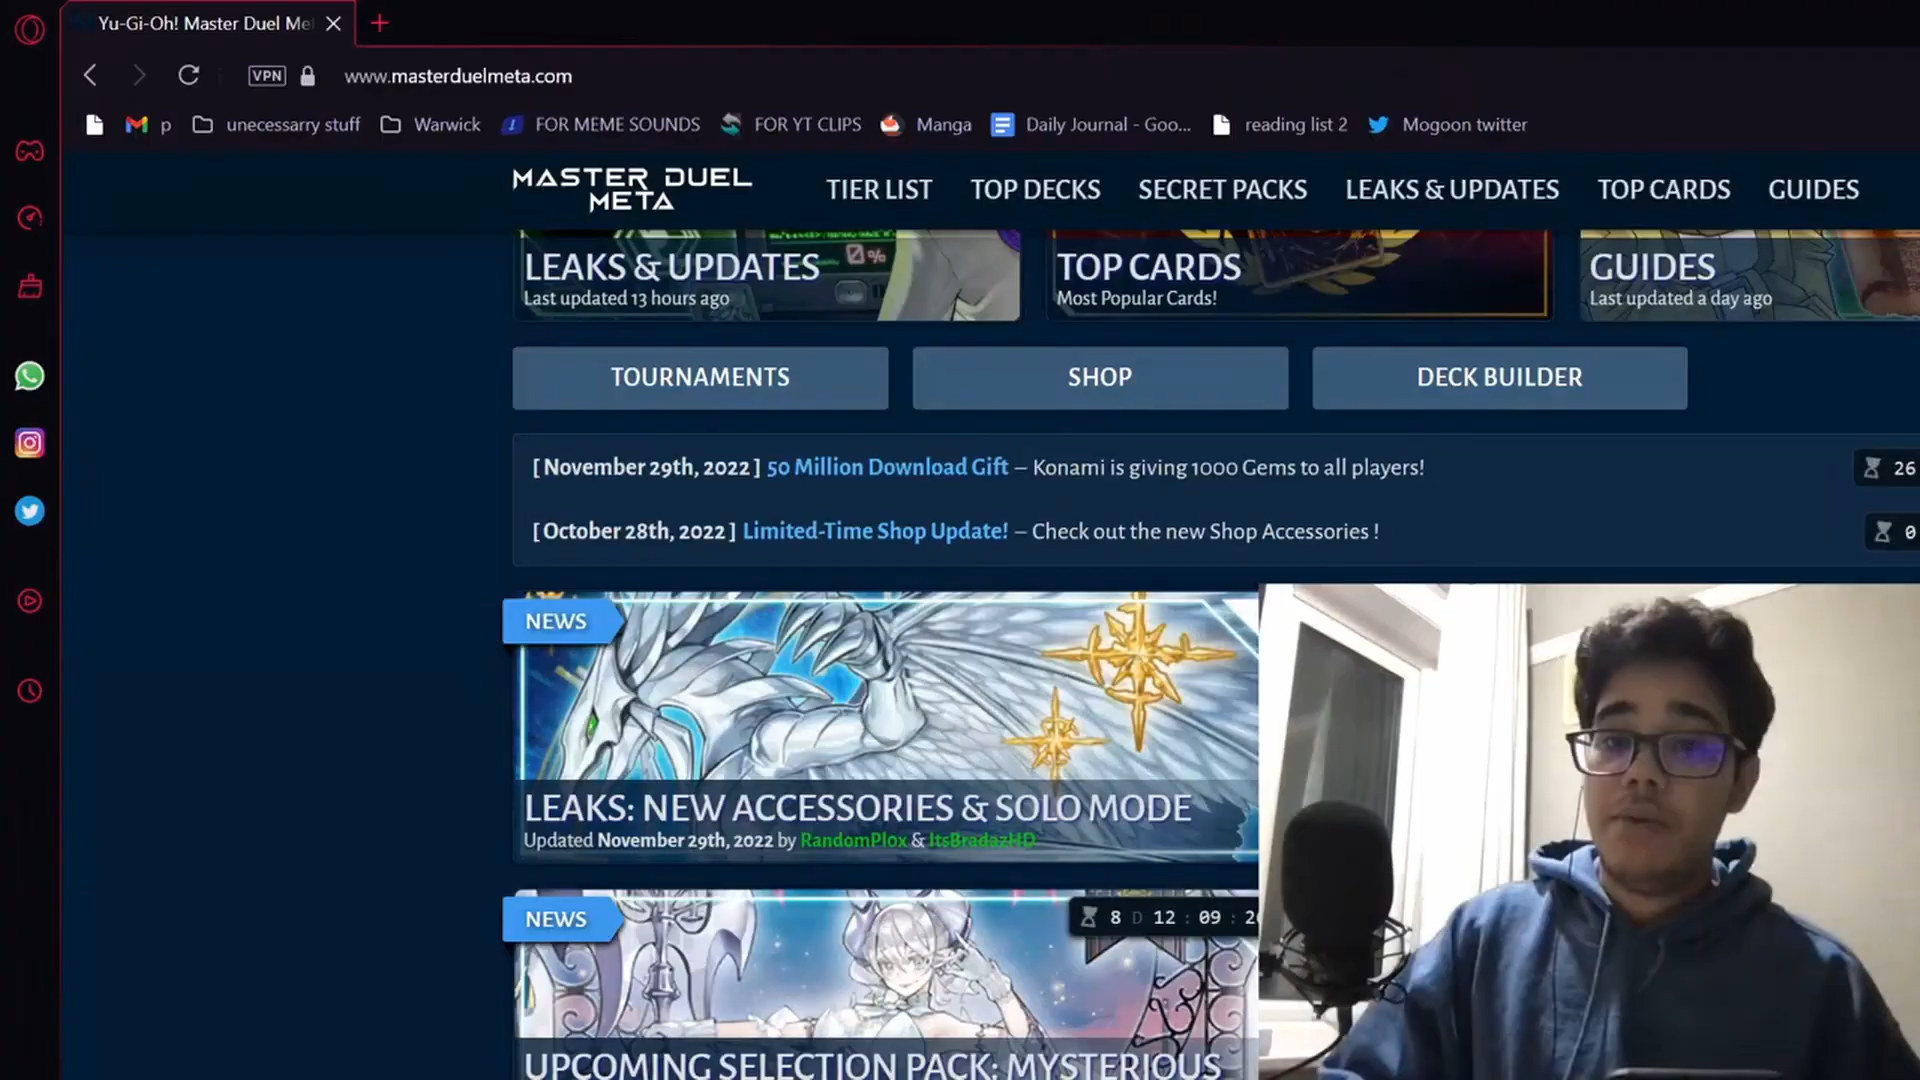 Yu-Gi-Oh! Master Duel Me
VPN www.masterduelmeta.com
p unecessarry stuff Warwick FOR MEME SOUNDS FOR YT CLIPS Manga Daily Journal - Goo... reading list 2 Mogoon twitter
MASTER DUEL
META
TIER LIST TOP DECKS SECRET PACKS LEAKS & UPDATES TOP CARDS GUIDES
0%
LEAKS & UPDATES
Last updated 13 hours ago
TOP CARDS
Most Popular Cards!
GUIDES
Last updated a day ago
TOURNAMENTS SHOP DECK BUILDER
[ November 29th, 2022 ] 50 Million Download Gift – Konami is giving 1000 Gems to all players! 26
[ October 28th, 2022 ] Limited-Time Shop Update! – Check out the new Shop Accessories ! 0
NEWS
LEAKS: NEW ACCESSORIES & SOLO MODE
Updated November 29th, 2022 by RandomPl0x & ItsBradazHD
NEWS
8 D 12 : 09 :
UPCOMING SELECTION PACK: MYSTERIOUS